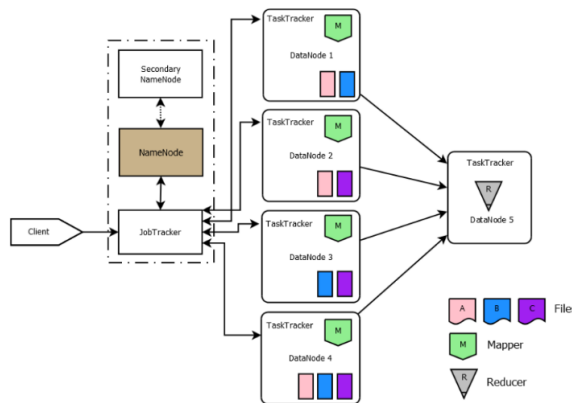 Secondary
NameNode
NameNode
Client
JobTracker
TaskTracker
M
DataNode 1
TaskTracker
M
DataNode 2
TaskTracker
M
DataNode 3
TaskTracker
M
DataNode 4
TaskTracker
R
DataNode 5
A
B
C
Files
M
Mapper
R
Reducer